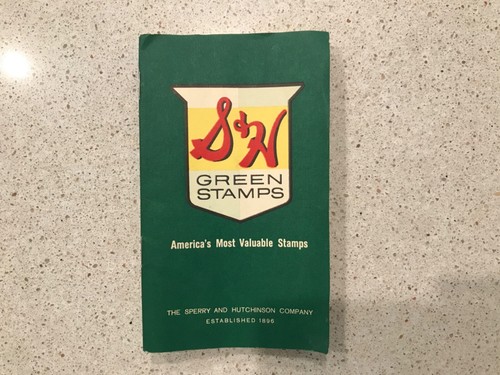 S&H
GREEN
STAMPS
America's Most Valuable Stamps
THE SPERRY AND HUTCHINSON COMPANY
ESTABLISHED 1896